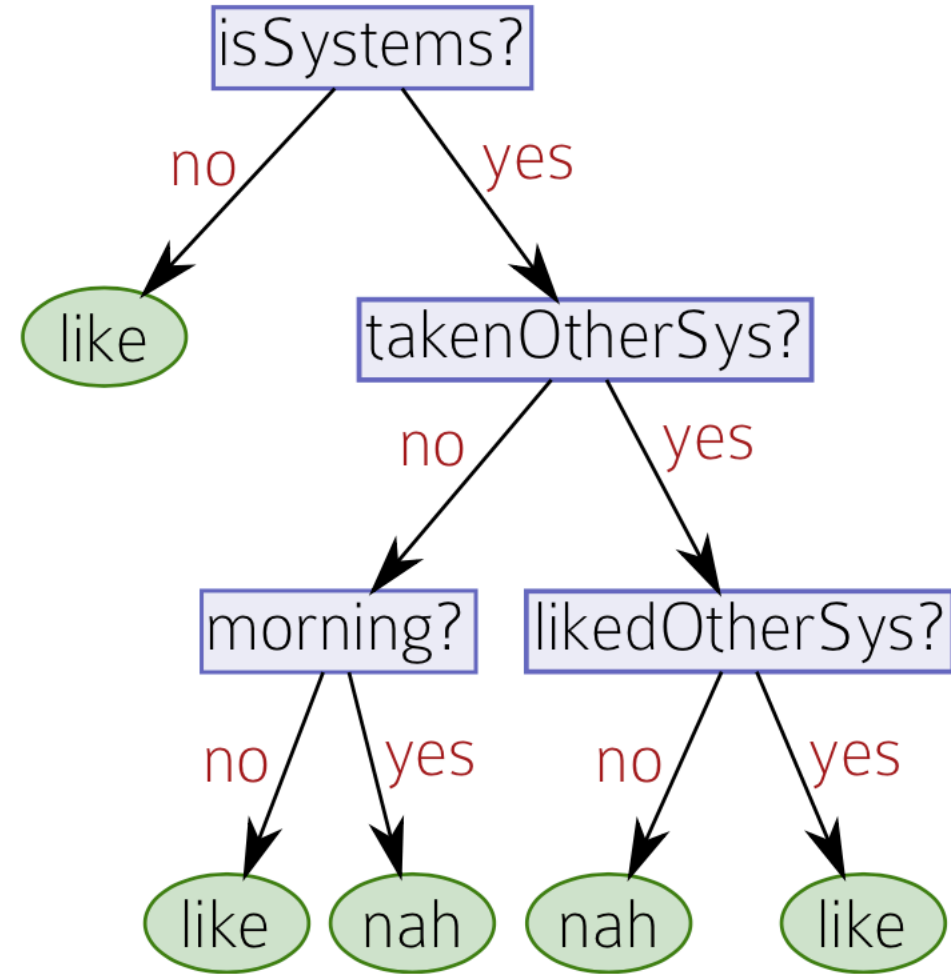 isSystems?
no
yes
like
takenOtherSys?
no
yes
morning?
likedOtherSys?
no
yes
no
yes
like
nah
nah
like